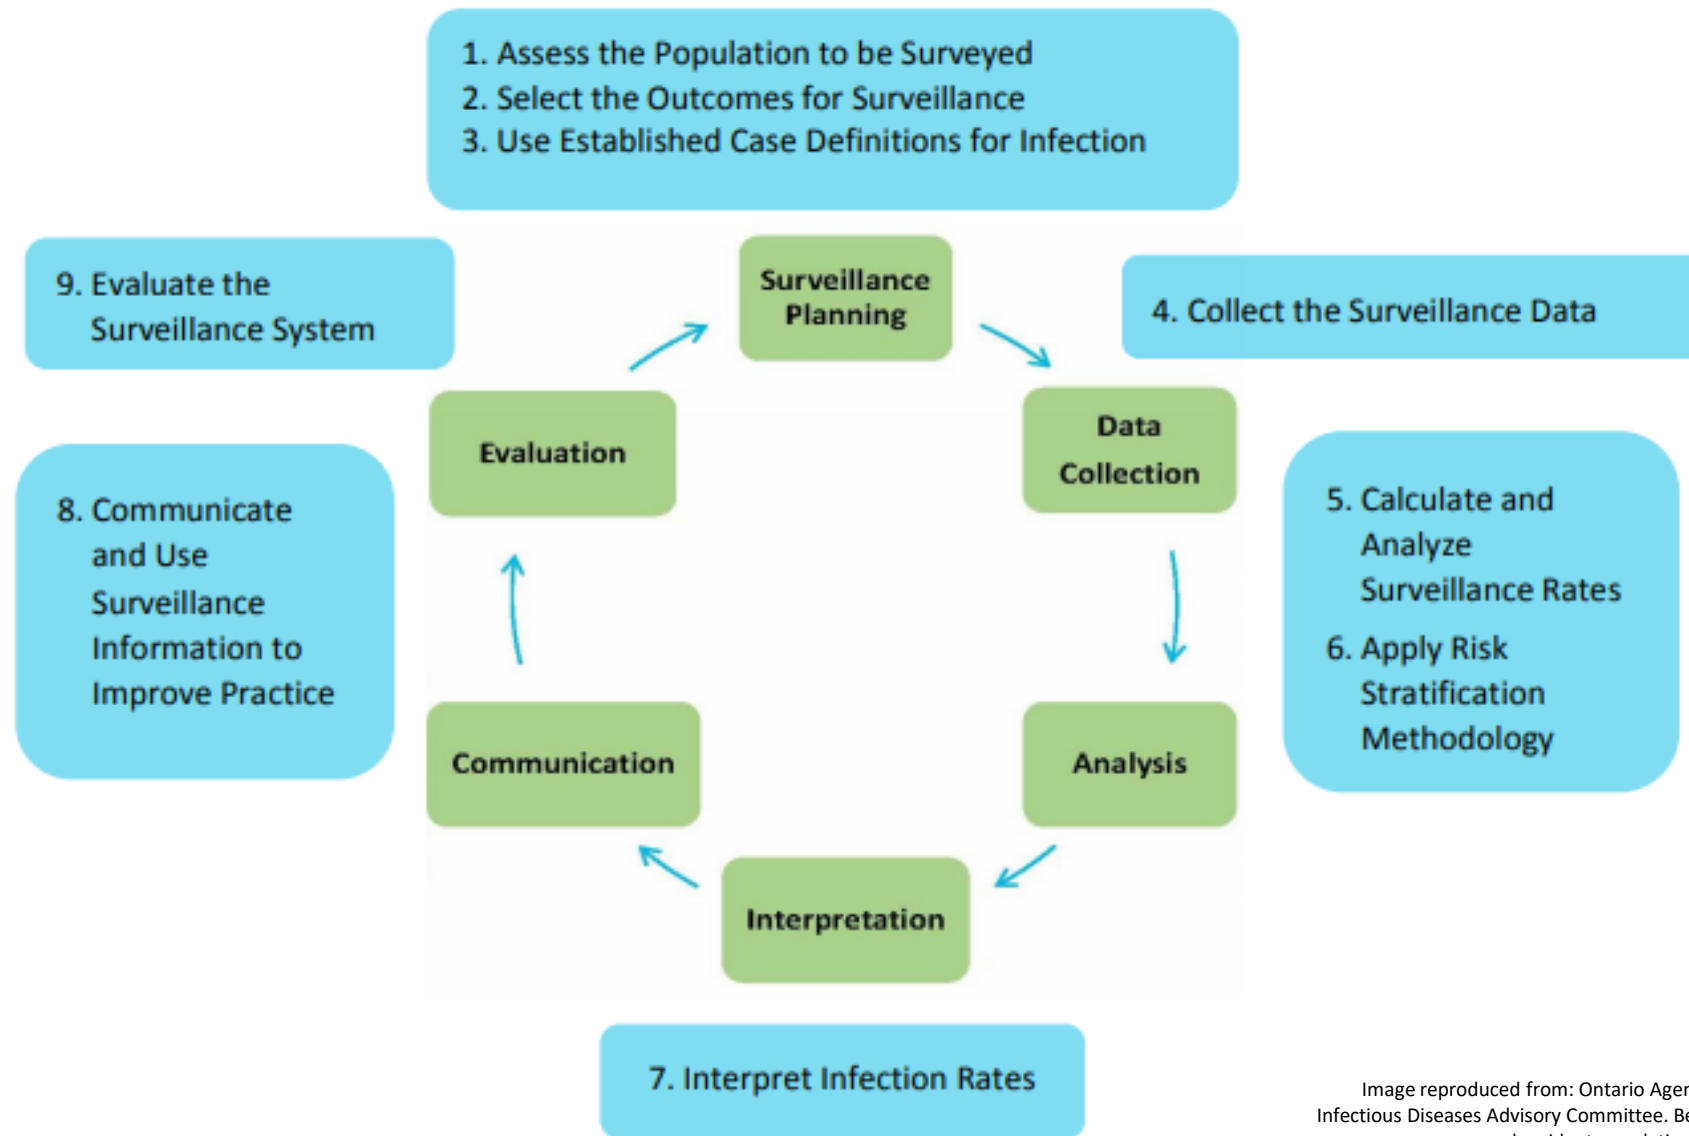 1. Assess the Population to be Surveyed
2. Select the Outcomes for Surveillance
3. Use Established Case Definitions for Infection
Surveillance
Planning
4. Collect the Surveillance Data
Data
Collection
5. Calculate and
Analyze
Surveillance Rates
6. Apply Risk
Stratification
Methodology
Analysis
Interpretation
7. Interpret Infection Rates
Communication
8. Communicate
and Use
Surveillance
Information to
Improve Practice
Evaluation
9. Evaluate the
Surveillance System
Image reproduced from: Ontario
Infectious Diseases Advisory Committee.